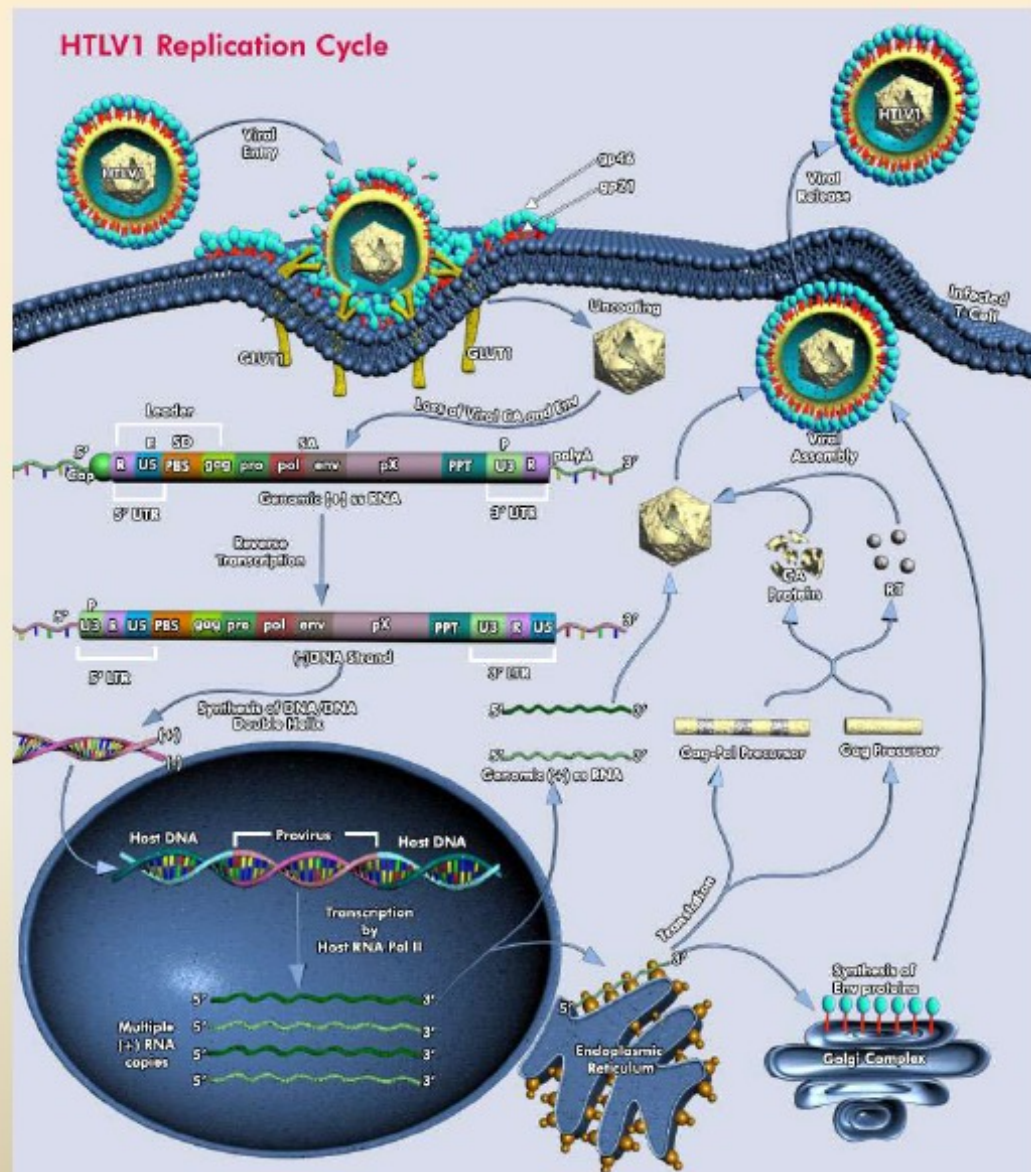 HTLV1 Replication Cycle
HTLV1
Viral
Entry
gp46
gp21
HTLV1
Viral
Release
Infected
T Cell
GLUT1
GLUT1
Uncoating
Loss of Viral CA and Env
Viral
Assembly
Leader
5'
Cap
R
U5
E
SD
PBS
gag
pro
pol
SA
env
pX
PPT
P
U3
R
polyA
3'
5' UTR
Genomic (+) ss RNA
3' UTR
Reverse
Transcription
CA
Protein
RT
5'
P
U3
R
U5
PBS
gag
pro
pol
env
pX
PPT
U3
R
U5
3'
5' LTR
(-)DNA Strand
3' LTR
Synthesis of DNA/DNA
Double Helix
(+)
(-)
5'
3'
5'
3'
Genomic (+) ss RNA
Gag-Pol Precursor
Gag Precursor
Host DNA
Provirus
Host DNA
Transcription
by
Host RNA Pol II
Translation
5'
3'
5'
3'
5'
3'
5'
3'
Multiple
(+) RNA
copies
5'
3'
Endoplasmic
Reticulum
Synthesis of
Env proteins
Golgi Complex